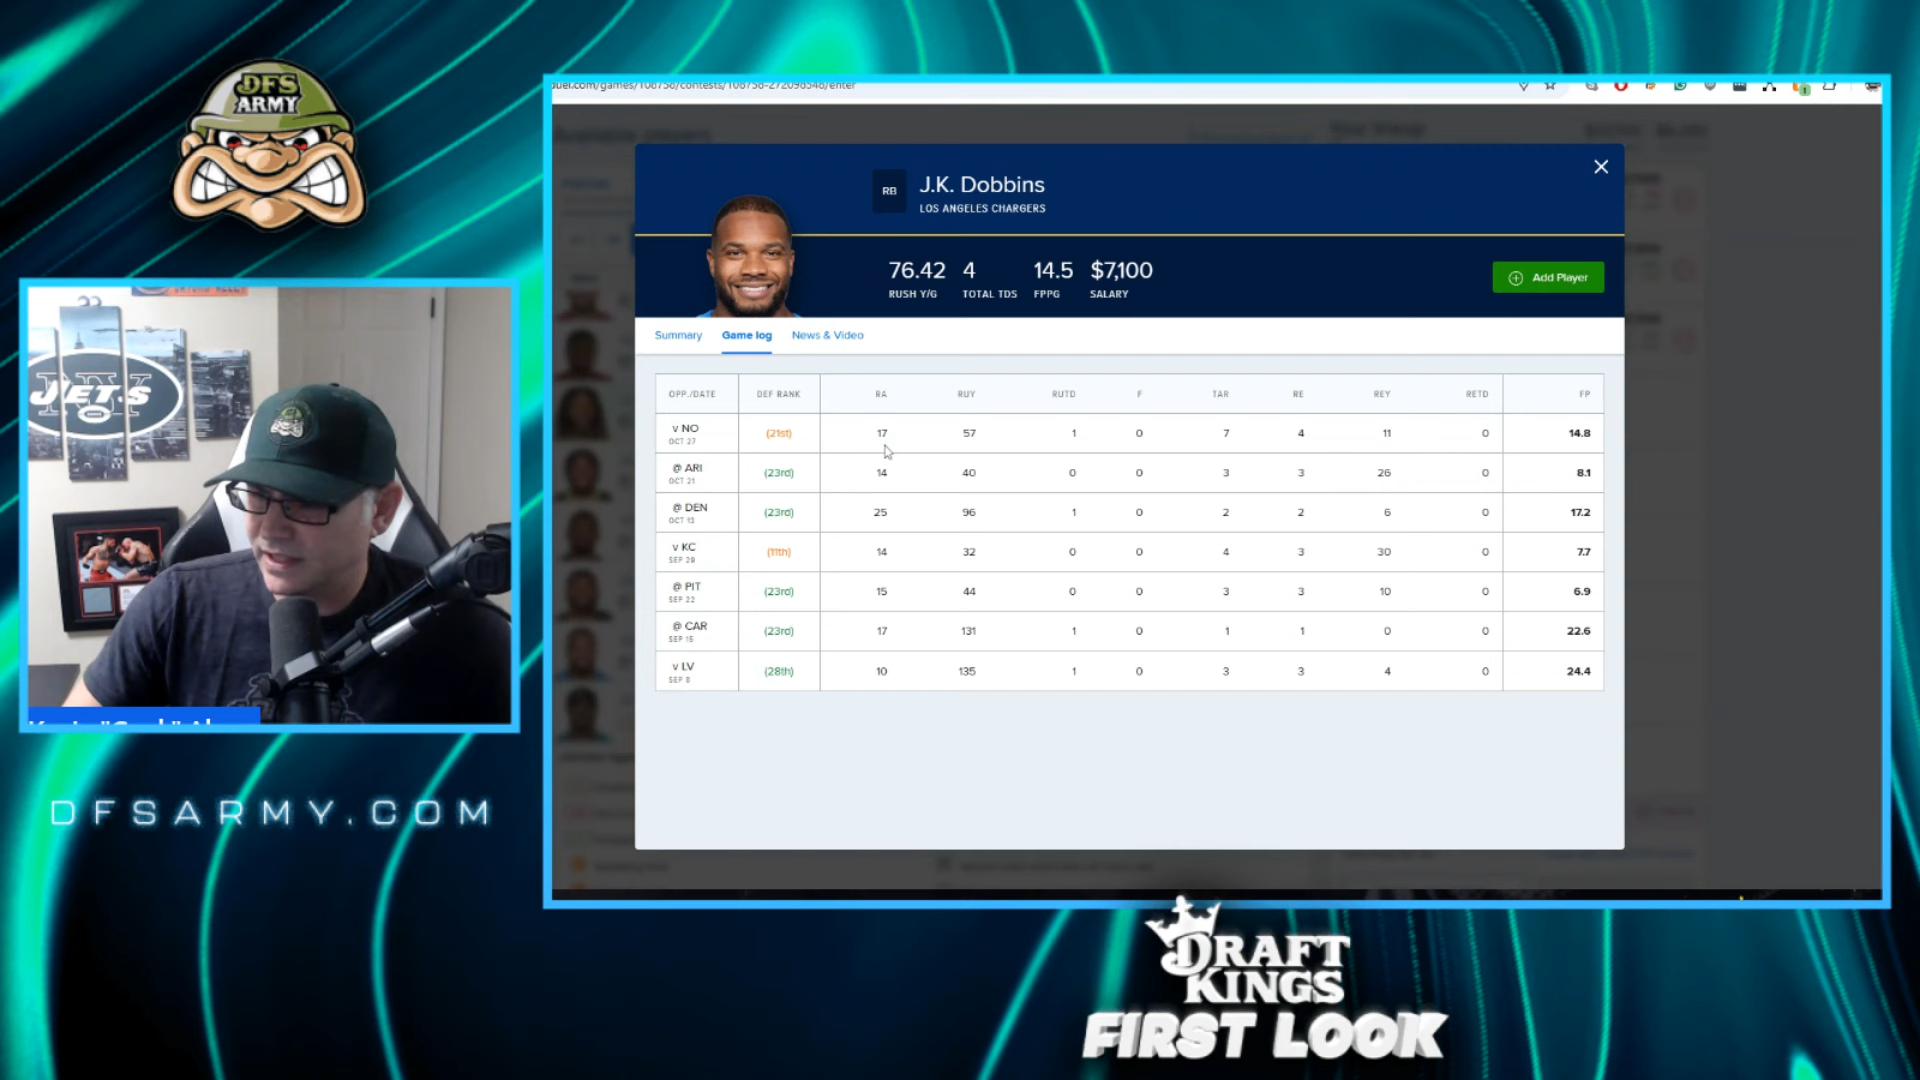 DFS
ARMY
JETS
NY
DFSARMY.COM
J.K. Dobbins
RB
LOS ANGELES CHARGERS
76.42 4 14.5 $7,100
RUSH Y/G TOTAL TDS FPPG SALARY
Add Player
Summary Game log News & Video
OPP./DATE DEF RANK RA RUY RUTD F TAR RE REY RETD FP
v NO (21st) 17 57 1 0 7 4 11 0 14.8
OCT 27
@ ARI (23rd) 14 40 0 0 3 3 26 0 8.1
OCT 21
@ DEN (23rd) 25 96 1 0 2 2 6 0 17.2
OCT 13
v KC (11th) 14 32 0 0 4 3 30 0 7.7
SEP 29
@ PIT (23rd) 15 44 0 0 3 3 10 0 6.9
SEP 22
@ CAR (23rd) 17 131 1 0 1 1 0 0 22.6
SEP 15
v LV (28th) 10 135 1 0 3 3 4 0 24.4
SEP 8
DRAFT
KINGS
FIRST LOOK